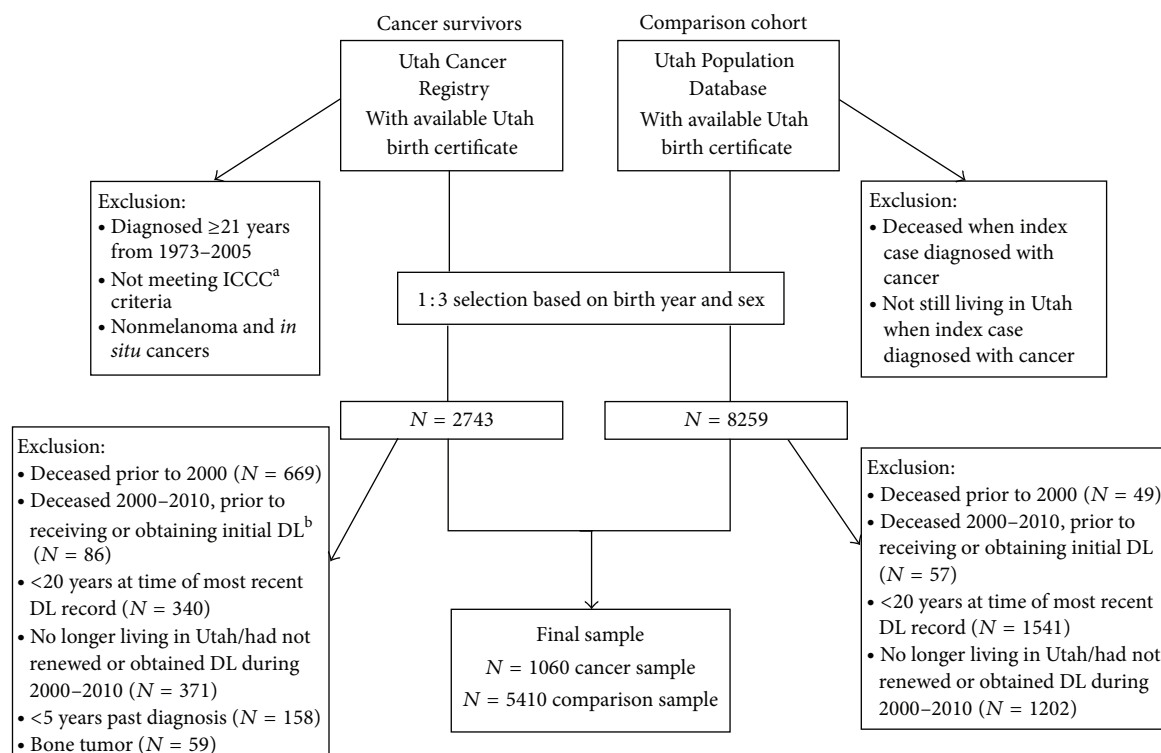 Cancer survivors
Comparison cohort
Utah Cancer
Registry
With available Utah
birth certificate
Utah Population
Database
With available Utah
birth certificate
Exclusion:
• Diagnosed ≥21 years
from 1973–2005
• Not meeting ICCCᵃ
criteria
• Nonmelanoma and in
situ cancers
Exclusion:
• Deceased when index
case diagnosed with
cancer
• Not still living in Utah
when index case
diagnosed with cancer
1 : 3 selection based on birth year and sex
N = 2743
N = 8259
Exclusion:
• Deceased prior to 2000 (N = 669)
• Deceased 2000–2010, prior to
receiving or obtaining initial DLᵇ
(N = 86)
• <20 years at time of most recent
DL record (N = 340)
• No longer living in Utah/had not
renewed or obtained DL during
2000–2010 (N = 371)
• <5 years past diagnosis (N = 158)
• Bone tumor (N = 59)
Exclusion:
• Deceased prior to 2000 (N = 49)
• Deceased 2000–2010, prior to
receiving or obtaining initial DL
(N = 57)
• <20 years at time of most recent
DL record (N = 1541)
• No longer living in Utah/had not
renewed or obtained DL during
2000–2010 (N = 1202)
Final sample
N = 1060 cancer sample
N = 5410 comparison sample